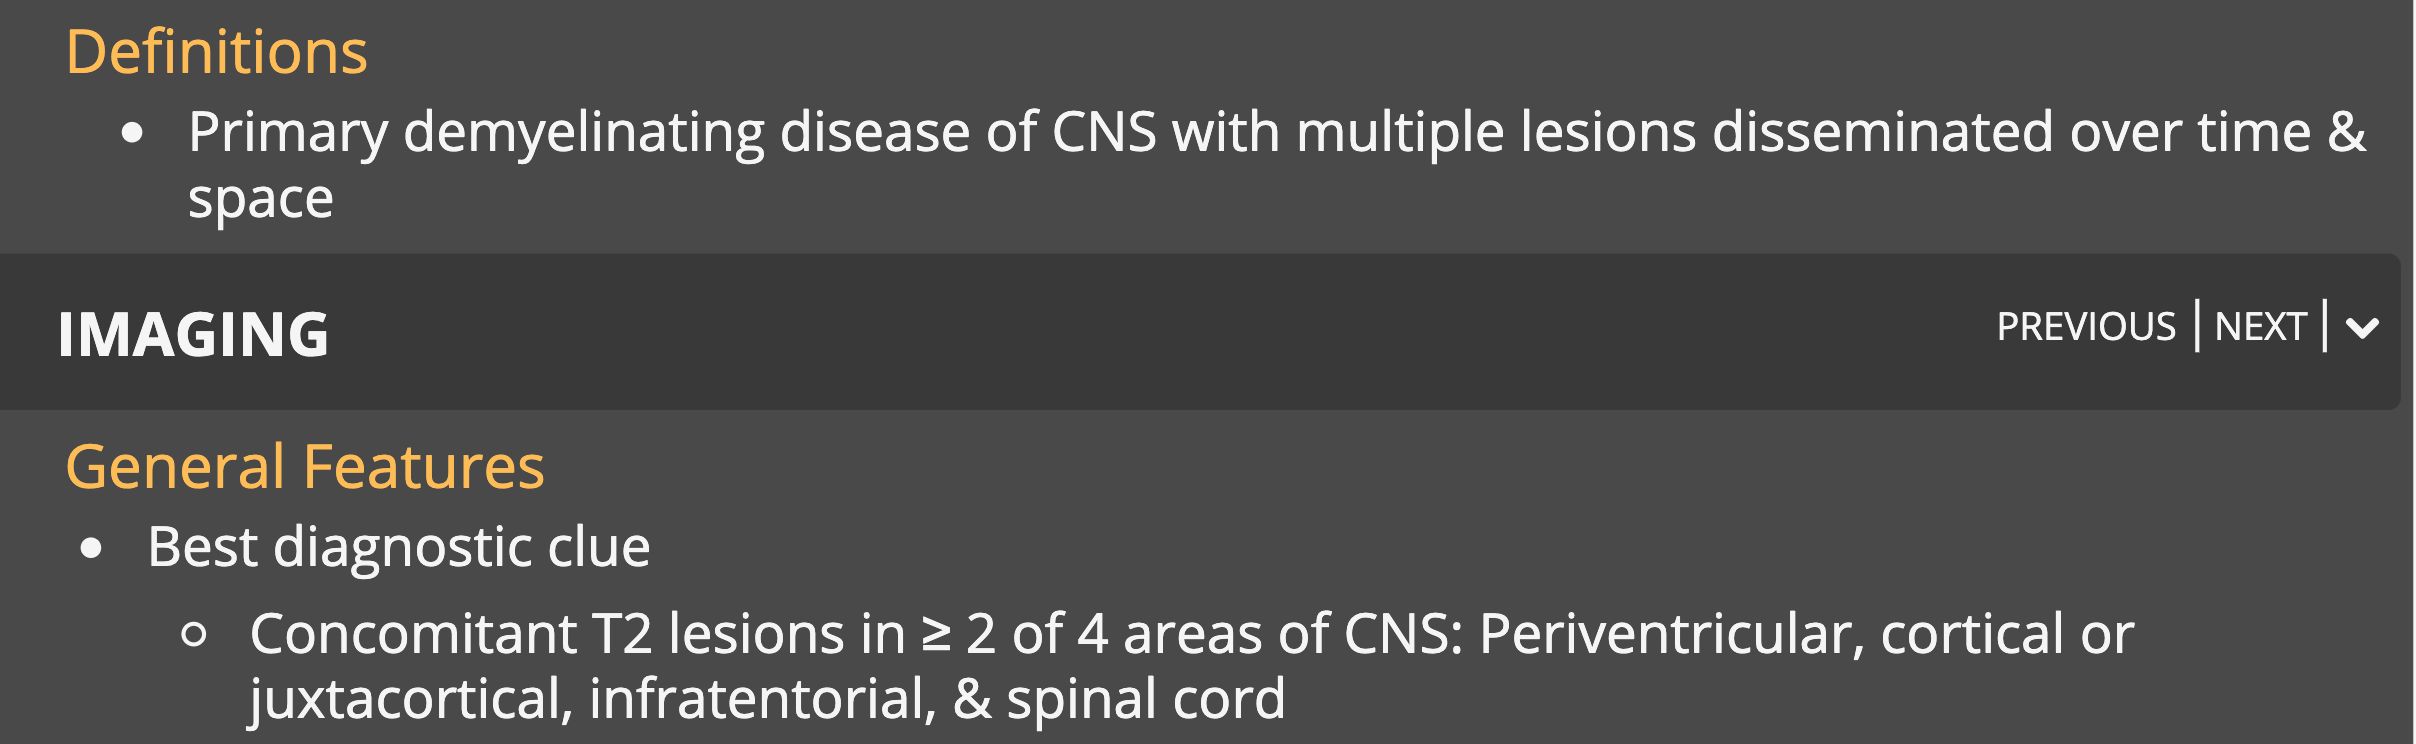 Definitions
• Primary demyelinating disease of CNS with multiple lesions disseminated over time &
space
IMAGING
PREVIOUS | NEXT |
General Features
• Best diagnostic clue
○ Concomitant T2 lesions in ≥ 2 of 4 areas of CNS: Periventricular, cortical or
juxtacortical, infratentorial, & spinal cord